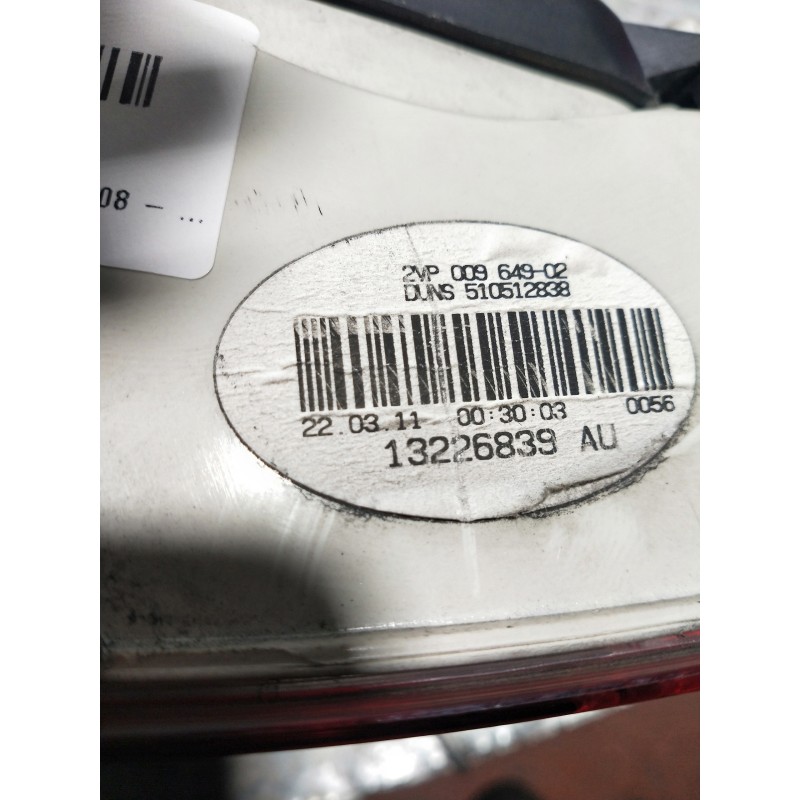 08 – ...
2VP 009 649-02
DUNS 510512838
22.03.11 00:30:03 0056
13226839 AU